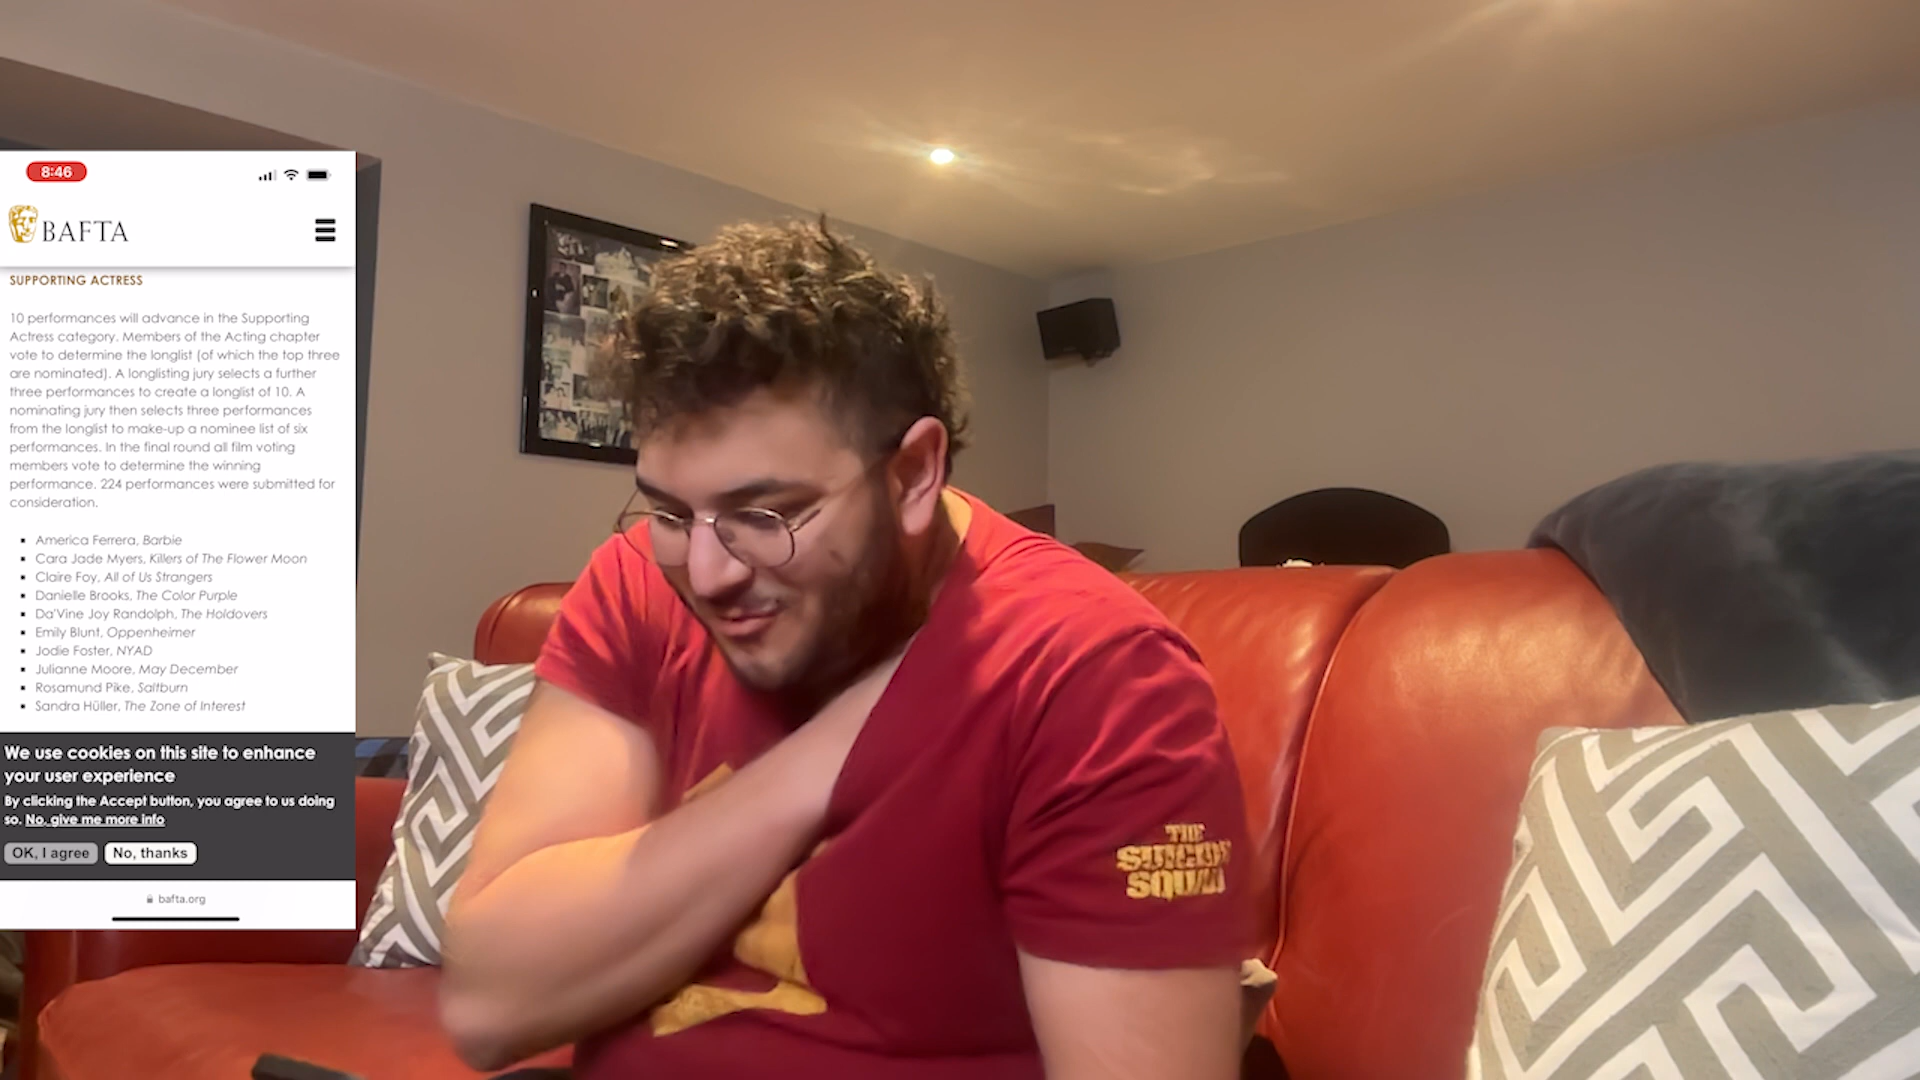 8:46
BAFTA
SUPPORTING ACTRESS
10 performances will advance in the Supporting
Actress category. Members of the Acting chapter
vote to determine the longlist (of which the top three
are nominated). A longlisting jury selects a further
three performances to create a longlist of 10. A
nominating jury then selects three performances
from the longlist to make-up a nominee list of six
performances. In the final round all film voting
members vote to determine the winning
performance. 224 performances were submitted for
consideration.
▪ America Ferrera, Barbie
▪ Cara Jade Myers, Killers of The Flower Moon
▪ Claire Foy, All of Us Strangers
▪ Danielle Brooks, The Color Purple
▪ Da'Vine Joy Randolph, The Holdovers
▪ Emily Blunt, Oppenheimer
▪ Jodie Foster, NYAD
▪ Julianne Moore, May December
▪ Rosamund Pike, Saltburn
▪ Sandra Hüller, The Zone of Interest
We use cookies on this site to enhance
your user experience
By clicking the Accept button, you agree to us doing
so. No, give me more info
OK, I agree No, thanks
bafta.org
THE
SUICIDE
SQUAD